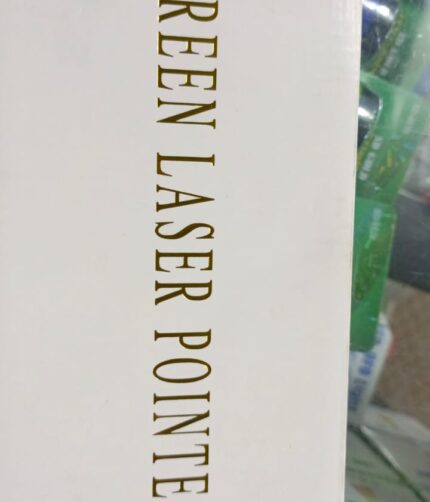 REEN LASER POINTE